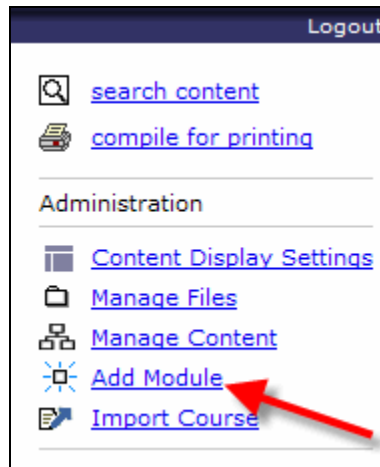 Logout
search content
compile for printing
Administration
Content Display Settings
Manage Files
Manage Content
Add Module
Import Course